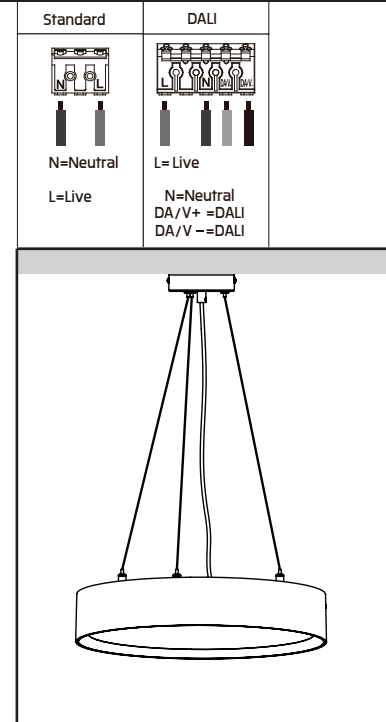 Standard
DALI
N L
L N DA/V. DA/V.
N=Neutral
L=Live
L= Live
N=Neutral
DA/V+ =DALI
DA/V -=DALI